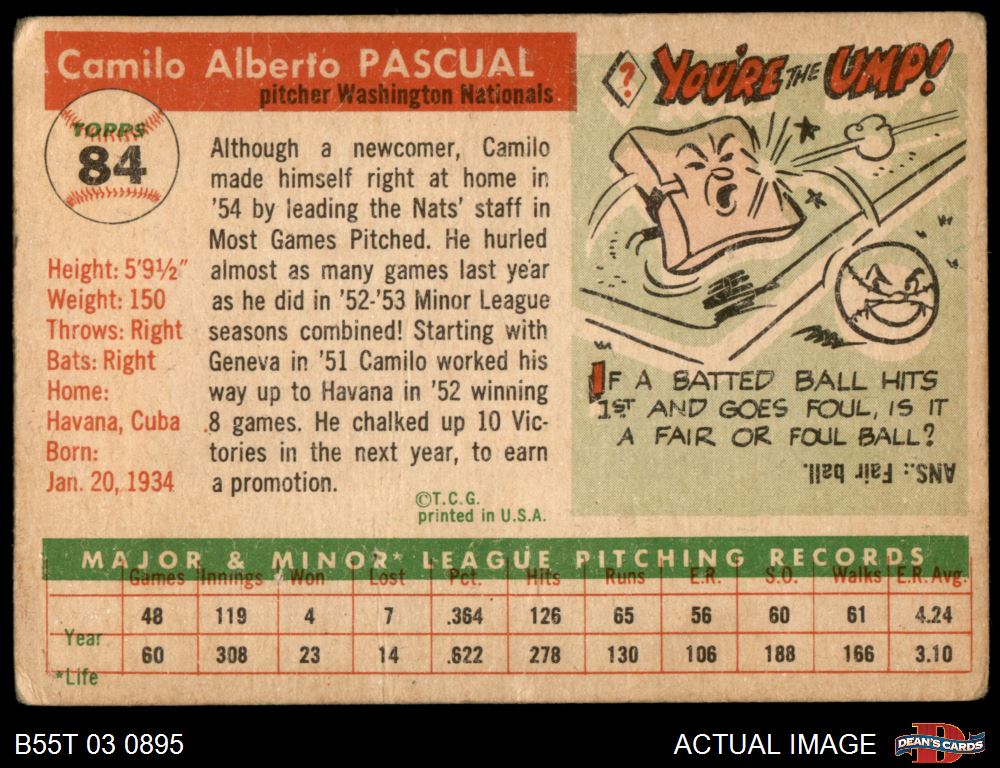 Camilo Alberto PASCUAL
pitcher Washington Nationals
TOPPS
84
Height: 5'9½"
Weight: 150
Throws: Right
Bats: Right
Home:
Havana, Cuba
Born:
Jan. 20, 1934
Although a newcomer, Camilo
made himself right at home in
'54 by leading the Nats' staff in
Most Games Pitched. He hurled
almost as many games last year
as he did in '52-'53 Minor League
seasons combined! Starting with
Geneva in '51 Camilo worked his
way up to Havana in '52 winning
8 games. He chalked up 10 Vic-
tories in the next year, to earn
a promotion.
©T.C.G.
printed in U.S.A.
? YOU'RE THE UMP!
IF A BATTED BALL HITS
1ST AND GOES FOUL, IS IT
A FAIR OR FOUL BALL?
ANS.: Fair ball.
MAJOR & MINOR* LEAGUE PITCHING RECORDS
Games Innings Won Lost Pct. Hits Runs E.R. S.O. Walks E.R. Avg.
Year 48 119 4 7 .364 126 65 56 60 61 4.24
*Life 60 308 23 14 .622 278 130 106 188 166 3.10
B55T 03 0895
ACTUAL IMAGE
D
DEAN'S CARDS